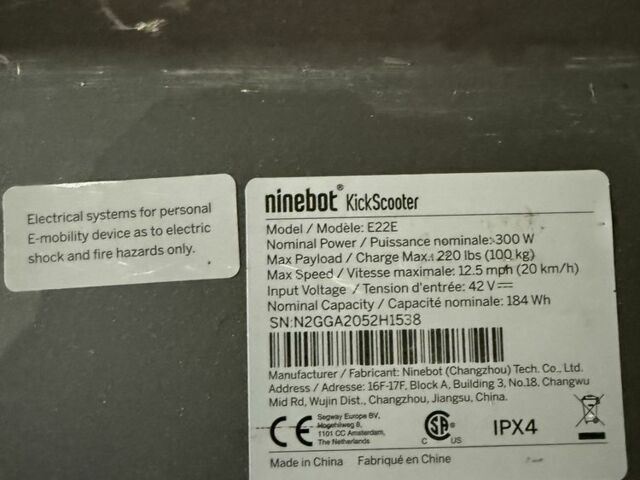 Electrical systems for personal
E-mobility device as to electric
shock and fire hazards only.
ninebot® KickScooter
Model / Modèle: E22E
Nominal Power / Puissance nominale: 300 W
Max Payload / Charge Max.: 220 lbs (100 kg)
Max Speed / Vitesse maximale: 12.5 mph (20 km/h)
Input Voltage / Tension d'entrée: 42 V⎓
Nominal Capacity / Capacité nominale: 184 Wh
SN:N2GGA2052H1538
Manufacturer / Fabricant: Ninebot (Changzhou) Tech. Co., Ltd.
Address / Adresse: 16F-17F, Block A, Building 3, No.18, Changwu
Mid Rd, Wujin Dist., Changzhou, Jiangsu, China.
CE
Segway Europe BV,
Hogehilweg 8,
1101 CC Amsterdam,
The Netherlands
C SA US
IPX4
Made in China Fabriqué en Chine